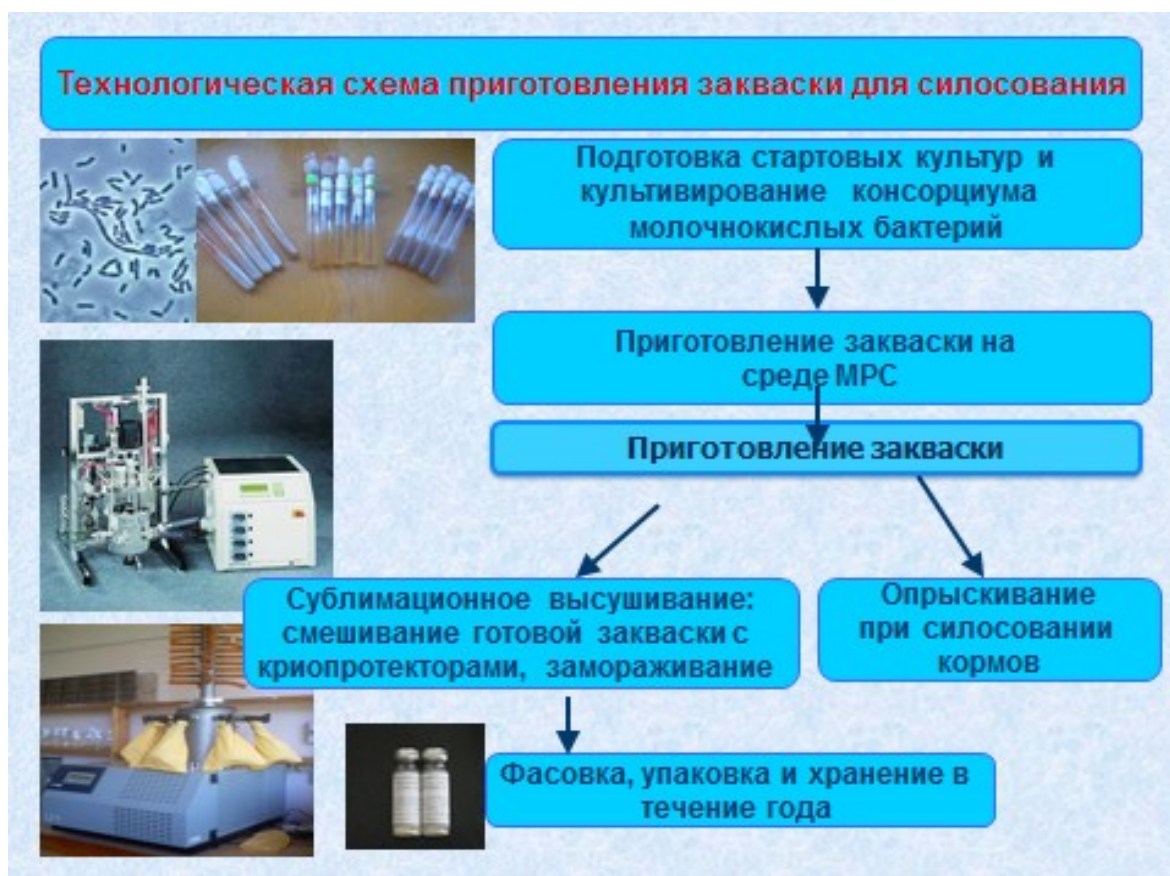 Технологическая схема приготовления закваски для силосования
Подготовка стартовых культур и
культивирование консорциума
молочнокислых бактерий
Приготовление закваски на
среде МРС
Приготовление закваски
Сублимационное высушивание:
смешивание готовой закваски с
криопротекторами, замораживание
Опрыскивание
при силосовании
кормов
Фасовка, упаковка и хранение в
течение года